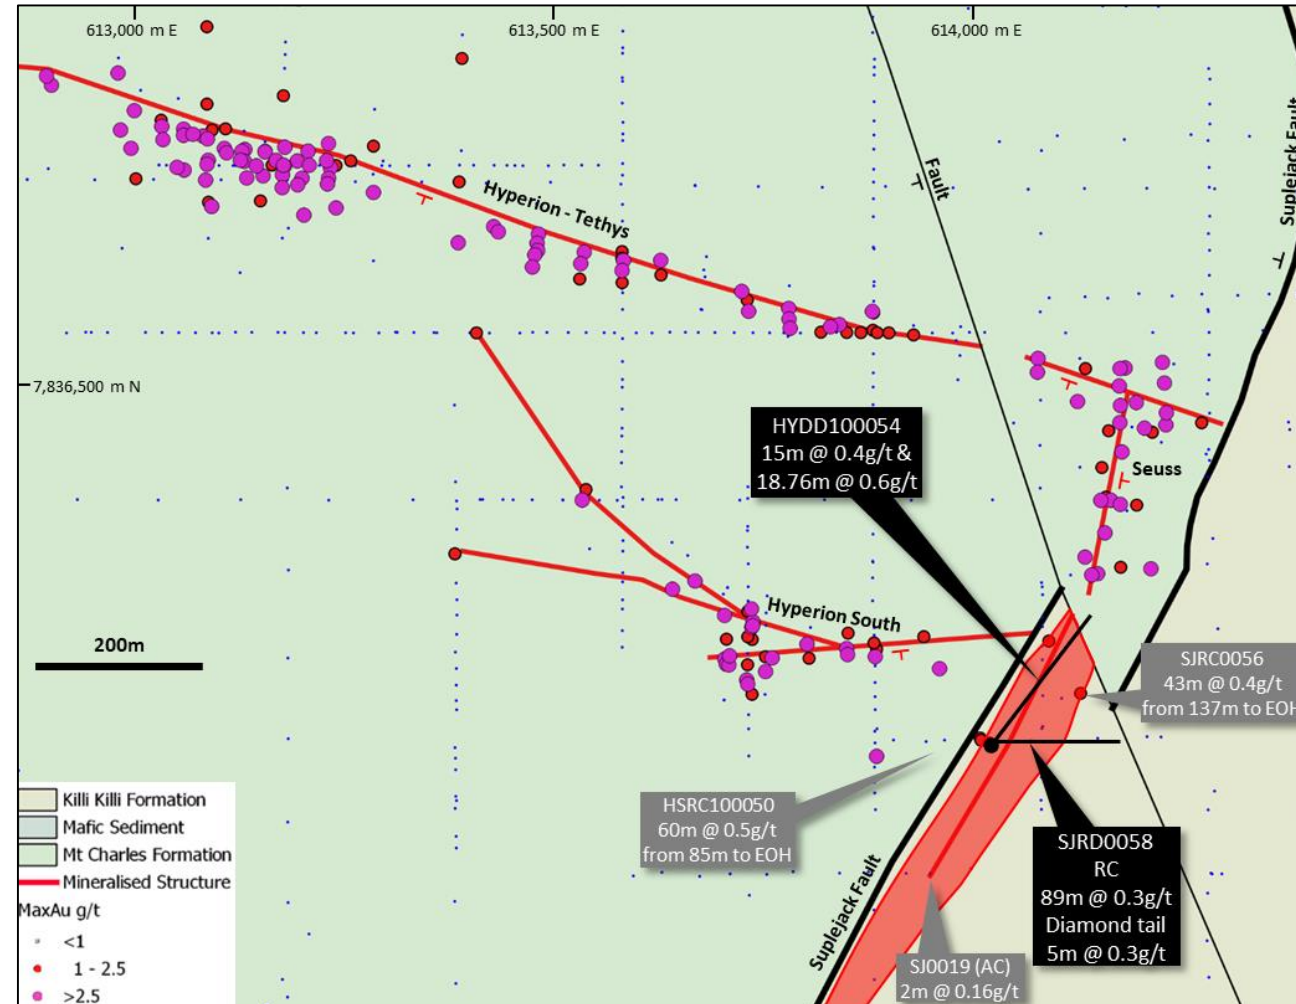 613,000 m E
613,500 m E
614,000 m E
Suplejack Fault
Fault
Hyperion - Tethys
7,836,500 m N
HYDD100054
15m @ 0.4g/t &
18.76m @ 0.6g/t
Seuss
Hyperion South
200m
SJRC0056
43m @ 0.4g/t
from 137m to EOH
HSRC100050
60m @ 0.5g/t
from 85m to EOH
SJRD0058
RC
89m @ 0.3g/t
Diamond tail
5m @ 0.3g/t
Suplejack Fault
SJ0019 (AC)
2m @ 0.16g/t
Killi Killi Formation
Mafic Sediment
Mt Charles Formation
Mineralised Structure
MaxAu g/t
<1
1 - 2.5
>2.5